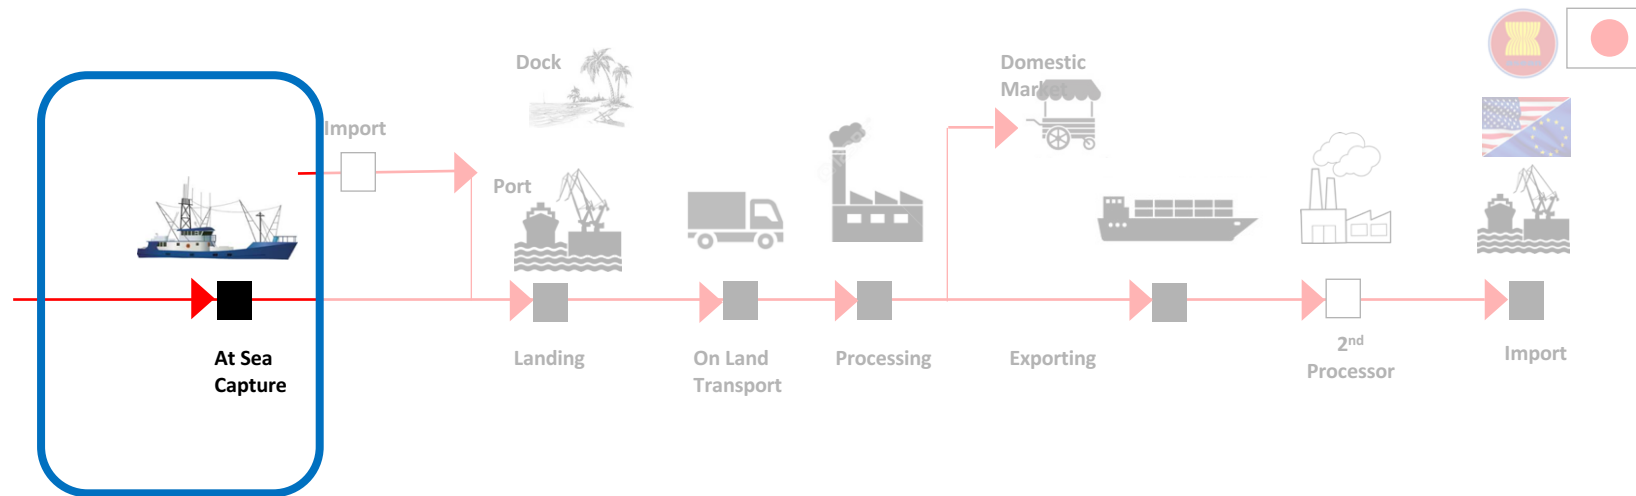 Dock
Domestic
Market
Import
Port
At Sea
Capture
Landing
On Land
Transport
Processing
Exporting
2nd
Processor
Import